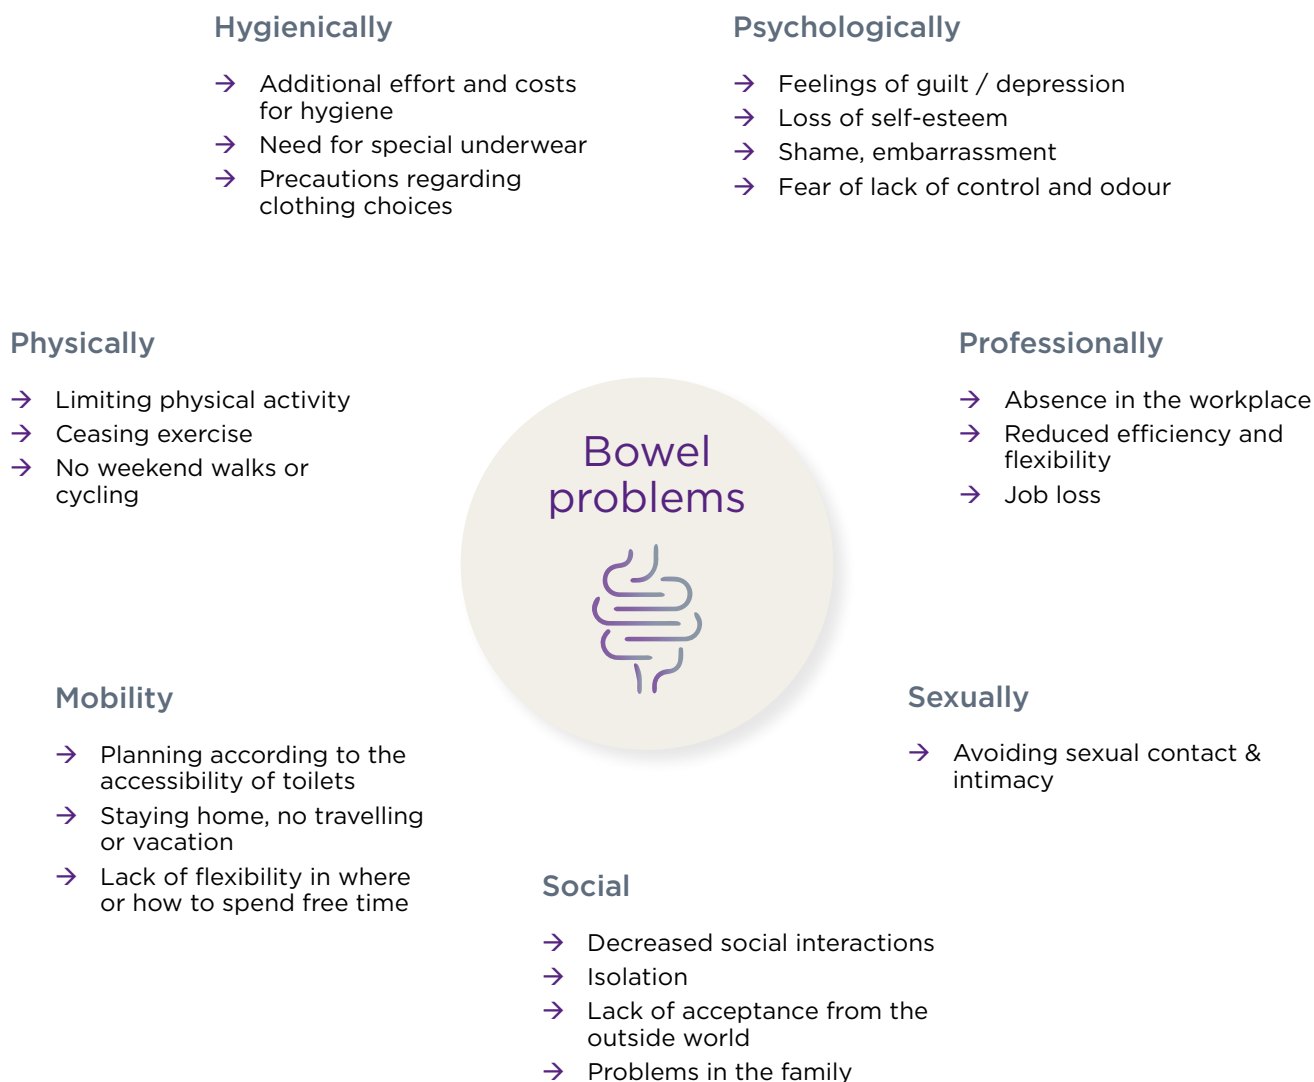 Hygienically
→ Additional effort and costs
for hygiene
→ Need for special underwear
→ Precautions regarding
clothing choices
Psychologically
→ Feelings of guilt / depression
→ Loss of self-esteem
→ Shame, embarrassment
→ Fear of lack of control and odour
Physically
→ Limiting physical activity
→ Ceasing exercise
→ No weekend walks or
cycling
Bowel
problems
Professionally
→ Absence in the workplace
→ Reduced efficiency and
flexibility
→ Job loss
Mobility
→ Planning according to the
accessibility of toilets
→ Staying home, no travelling
or vacation
→ Lack of flexibility in where
or how to spend free time
Sexually
→ Avoiding sexual contact &
intimacy
Social
→ Decreased social interactions
→ Isolation
→ Lack of acceptance from the
outside world
→ Problems in the family